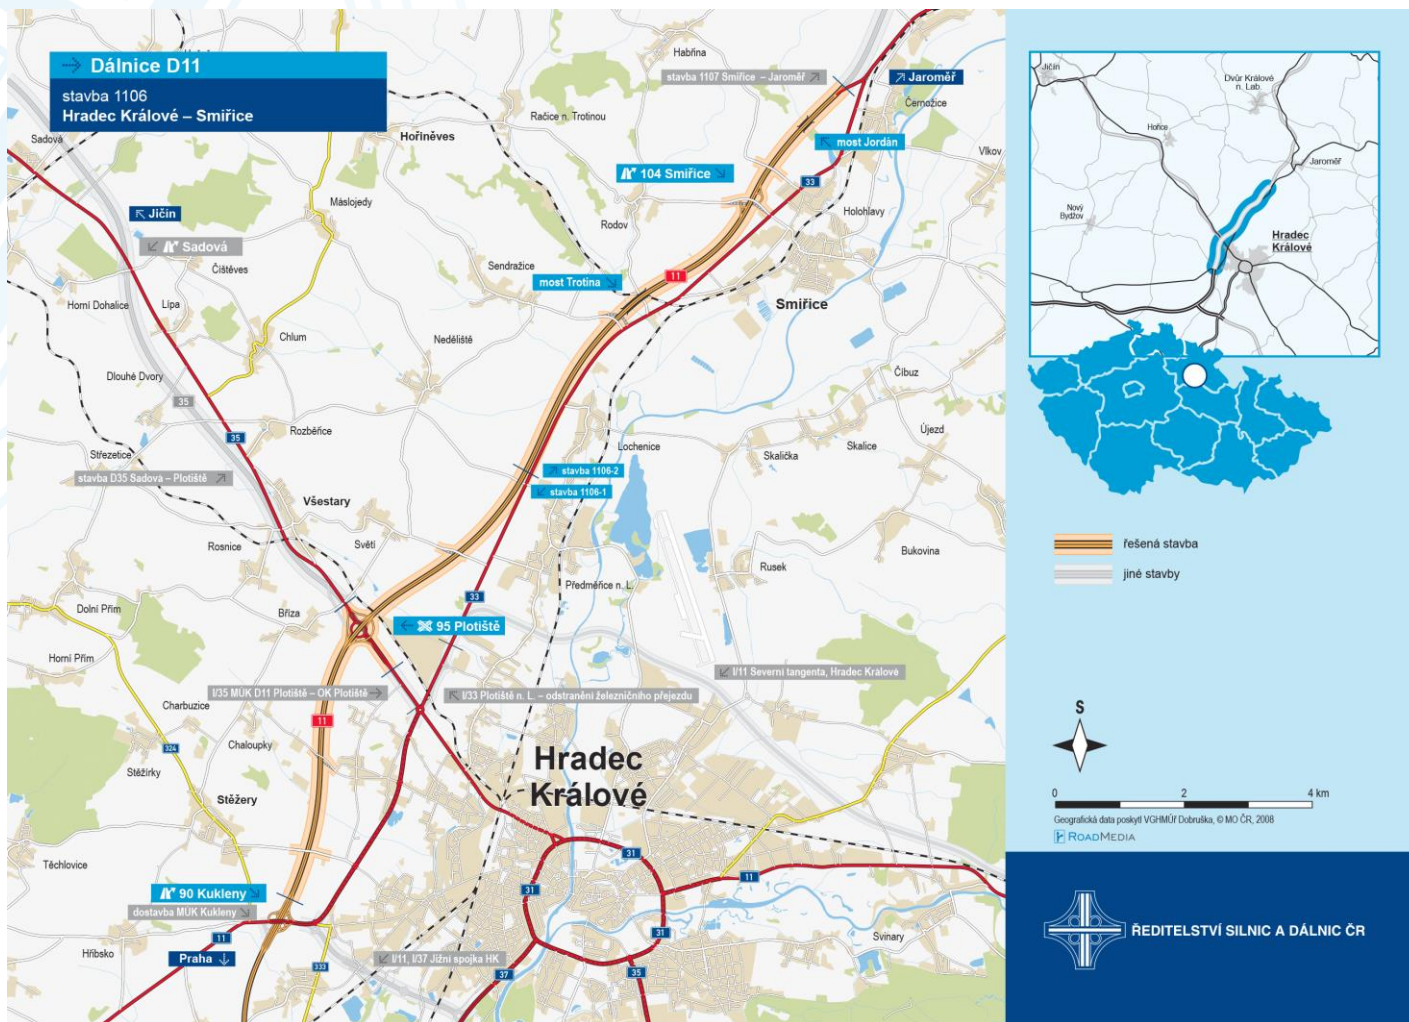 Dálnice D11
stavba 1106
Hradec Králové – Smiřice
Habřina
stavba 1107 Smiřice – Jaroměř
Jaroměř
Černožice
Sadová
Hořiněves
Račice n. Trotinou
most Jordán
Vlkov
104 Smiřice
33
Jičín
Máslojedy
Rodov
Holohlavy
Sadová
Čištěves
Sendražice
11
most Trotina
Horní Dohalice
Lípa
Smiřice
Chlum
Neděliště
Dlouhé Dvory
Číbuz
35
Rozběřice
Újezd
35
Střezetice
Lochenice
Skalička
Skalice
stavba D35 Sadová – Plotiště
stavba 1106-2
stavba 1106-1
Všestary
Rosnice
Světí
Bukovina
Rusek
Předměřice n. L.
33
Dolní Přím
Bříza
95 Plotiště
Horní Přím
I/11 Severní tangenta, Hradec Králové
I/35 MÚK D11 Plotiště – OK Plotiště
I/33 Plotiště n. L. – odstranění železničního přejezdu
Charbuzice
11
Chaloupky
324
Hradec
Králové
Stěžírky
Stěžery
Těchlovice
31
11
90 Kukleny
31
dostavba MÚK Kukleny
31
11
Hřibsko
Praha
Svinary
333
I/11, I/37 Jižní spojka HK
37
35
Jičín
Dvůr Králové
n. Lab.
Hořice
Jaroměř
Nový
Bydžov
Hradec
Králové
řešená stavba
jiné stavby
S
0 2 4 km
Geografická data poskytl VGHMÚř Dobruška, © MO ČR, 2008
ROADMEDIA
ŘEDITELSTVÍ SILNIC A DÁLNIC ČR